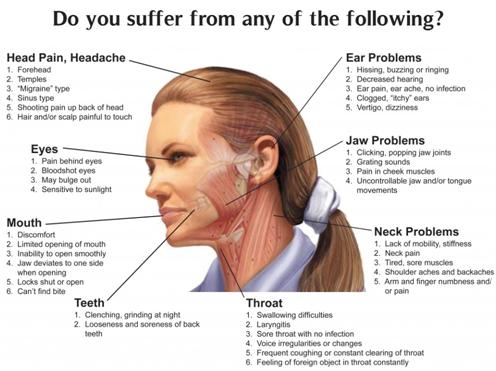 Do you suffer from any of the following?
Head Pain, Headache
1. Forehead
2. Temples
3. “Migraine” type
4. Sinus type
5. Shooting pain up back of head
6. Hair and/or scalp painful to touch
Ear Problems
1. Hissing, buzzing or ringing
2. Decreased hearing
3. Ear pain, ear ache, no infection
4. Clogged, “itchy” ears
5. Vertigo, dizziness
Eyes
1. Pain behind eyes
2. Bloodshot eyes
3. May bulge out
4. Sensitive to sunlight
Jaw Problems
1. Clicking, popping jaw joints
2. Grating sounds
3. Pain in cheek muscles
4. Uncontrollable jaw and/or tongue
movements
Mouth
1. Discomfort
2. Limited opening of mouth
3. Inability to open smoothly
4. Jaw deviates to one side
when opening
5. Locks shut or open
6. Can’t find bite
Neck Problems
1. Lack of mobility, stiffness
2. Neck pain
3. Tired, sore muscles
4. Shoulder aches and backaches
5. Arm and finger numbness and/
or pain
Teeth
1. Clenching, grinding at night
2. Looseness and soreness of back
teeth
Throat
1. Swallowing difficulties
2. Laryngitis
3. Sore throat with no infection
4. Voice irregularities or changes
5. Frequent coughing or constant clearing of throat
6. Feeling of foreign object in throat constantly